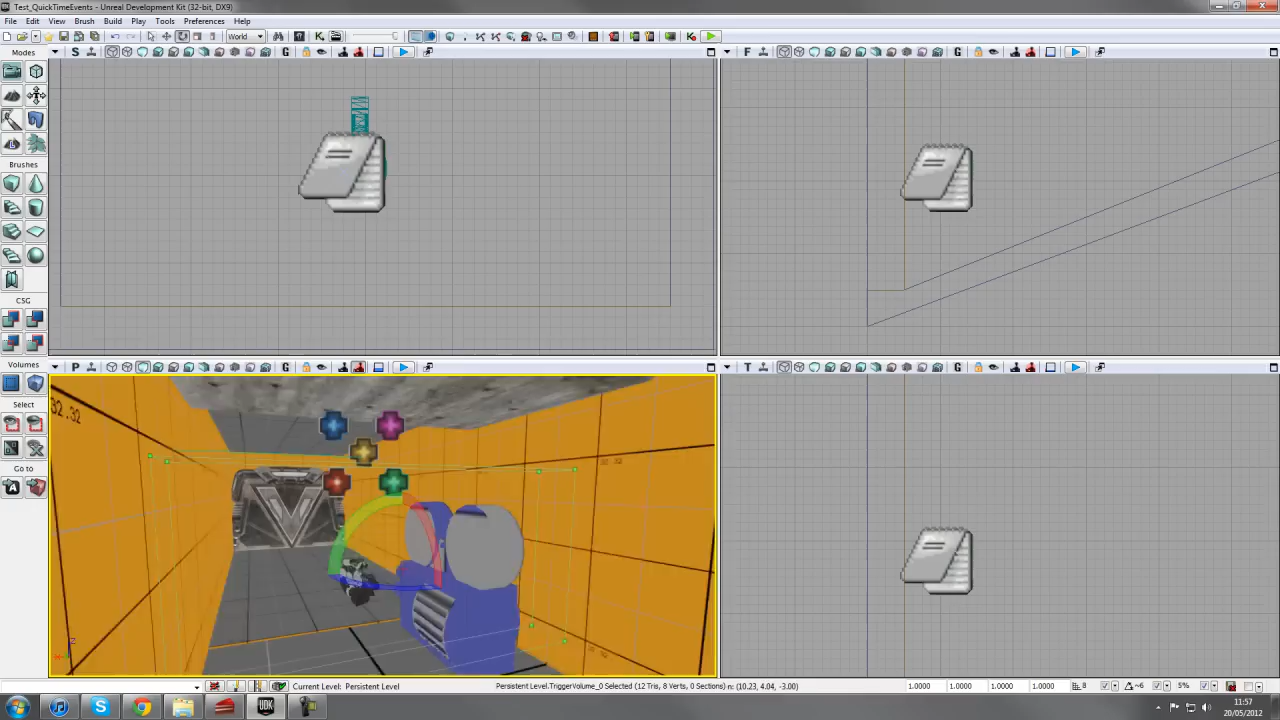 Test_QuickTimeEvents - Unreal Development Kit (32-bit, DX9)
File Edit View Brush Build Play Tools Preferences Help
World
Modes
S G
F G
Brushes
CSG
Volumes
P G
T G
Select
Go to
32.32
32.32
Z
X
Current Level: Persistent Level
Persistent Level.TriggerVolume_0 Selected (12 Tris, 8 Verts, 0 Sections) n: (10.23, 4.04, -3.00)
1.0000 1.0000 1.0000 1.0000 8 5%
UDK
11:57
20/05/2012